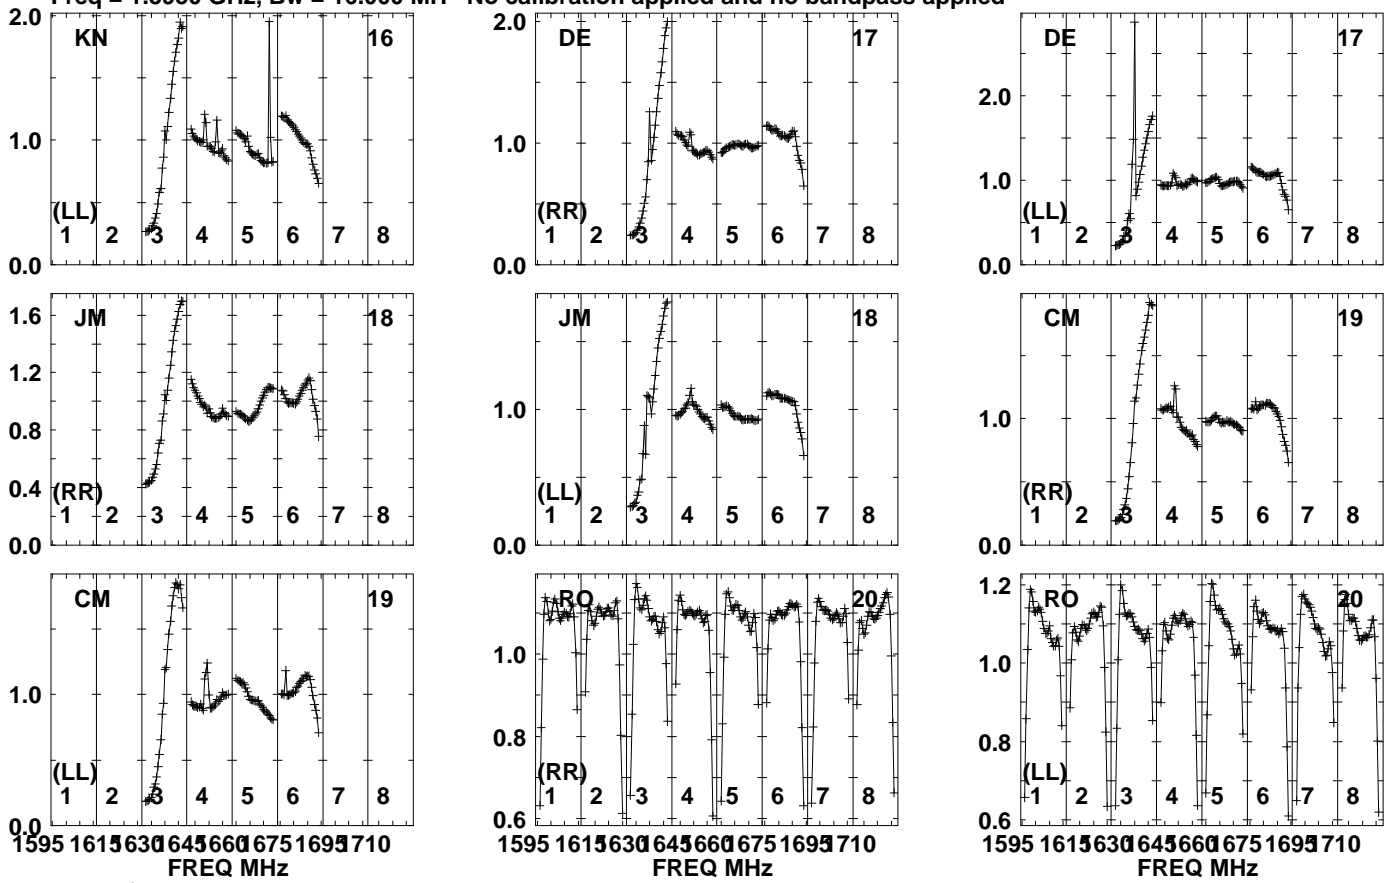 No calibration applied and no bandpass applied
2.0 KN 16 2.0 DE 17 DE 17
2.0
1.0 1.0 1.0
(LL) (RR) (LL)
1 2 3 4 5 6 7 8 1 2 3 4 5 6 7 8 1 2 3 4 5 6 7 8
0.0 0.0 0.0
JM 18 JM 18 CM 19
1.6
1.2
1.0 1.0
0.8
0.4 (RR) (LL) (RR)
1 2 3 4 5 6 7 8 1 2 3 4 5 6 7 8 1 2 3 4 5 6 7 8
0.0 0.0 0.0
CM 19 RO 20 1.2 RO 20
1.0 1.0 1.0
0.8 0.8
(LL) (RR) (LL)
1 2 3 4 5 6 7 8 1 2 3 4 5 6 7 8 1 2 3 4 5 6 7 8
0.0 0.6 0.6
1595 1615 1630 1645 1660 1675 1695 1710 1595 1615 1630 1645 1660 1675 1695 1710 1595 1615 1630 1645 1660 1675 1695 1710
FREQ MHz FREQ MHz FREQ MHz